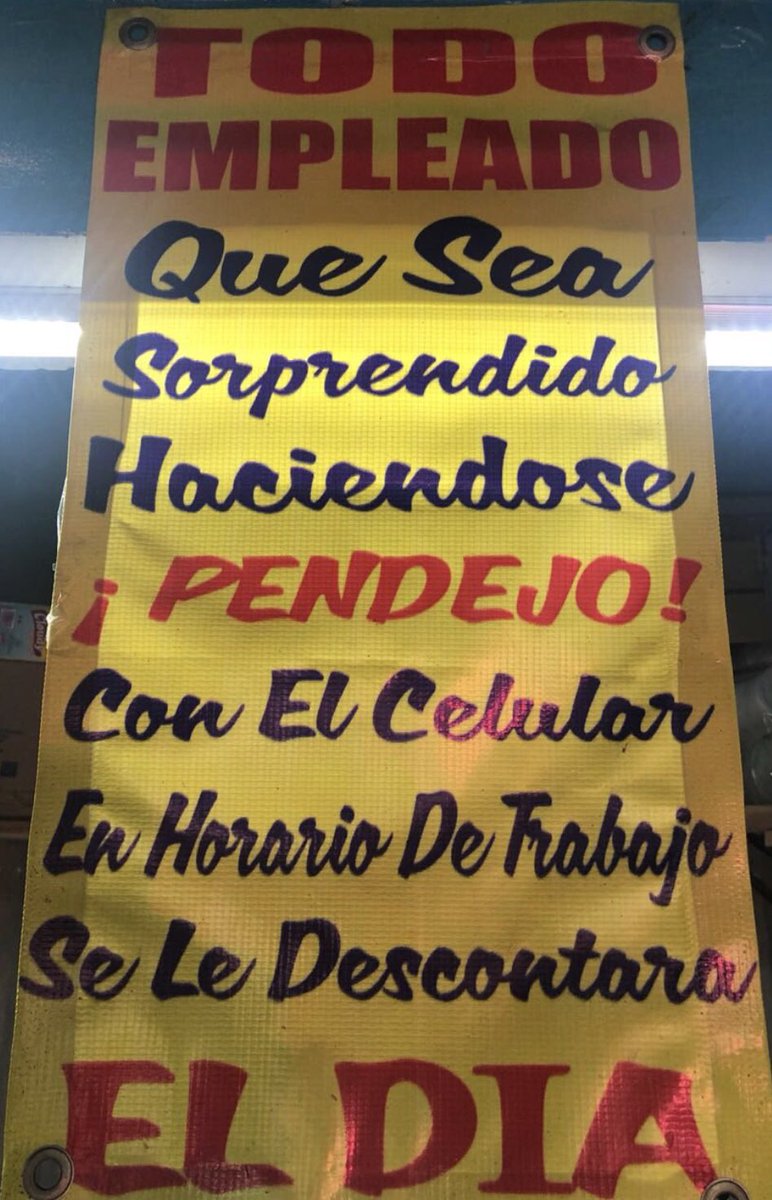 TODO
EMPLEADO
Que Sea
Sorprendido
Haciendose
¡PENDEJO!
Con El Celular
En Horario De Trabajo
Se Le Descontara
EL DIA